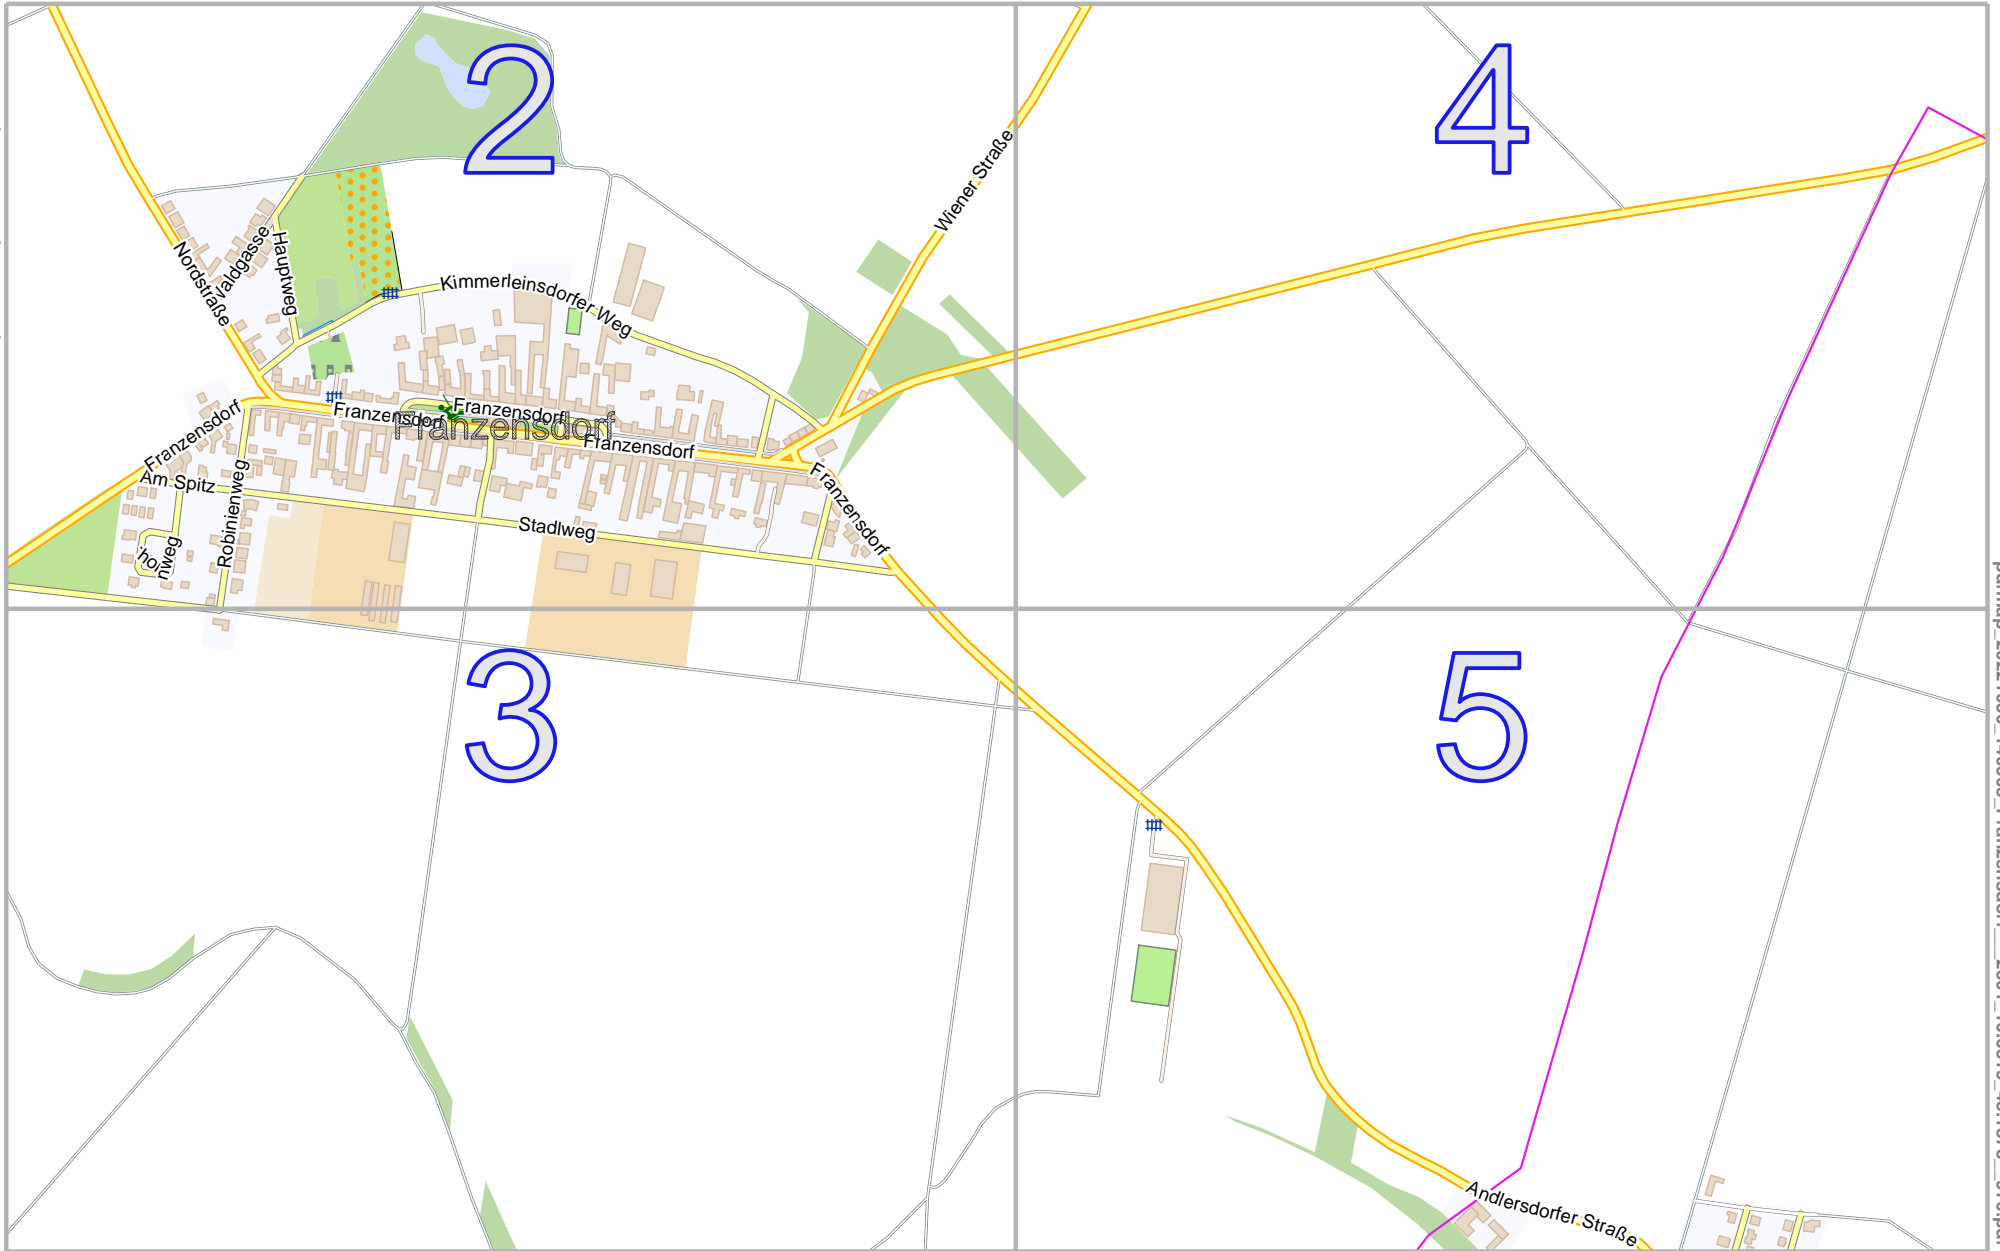 2
4
Wiener Straße
Nordstraße
Hauptweg
Kimmerleinsdorfer Weg
Franzensdorf
Franzensdorf
Franzensdorf
Franzensdorf
Franzensdorf
Franzensdorf
Am Spitz
Robinienweg
Stadlweg
3
5
Andlersdorfer Straße